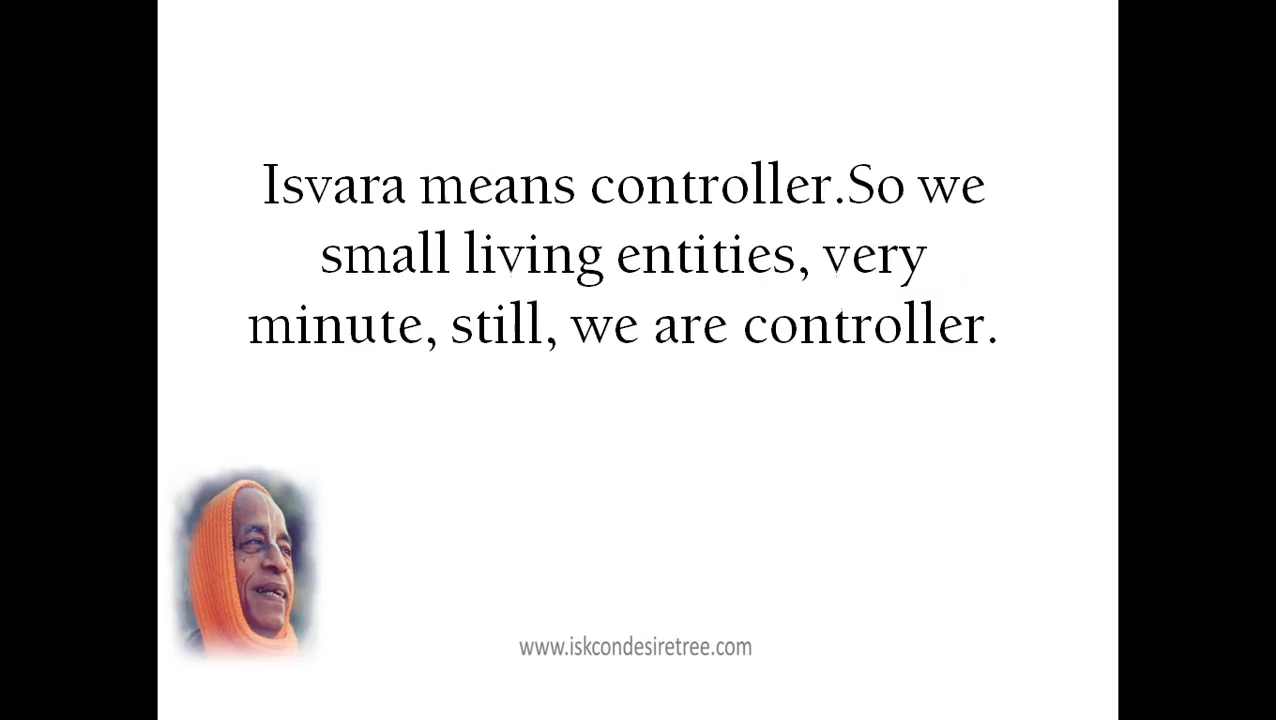 Isvara means controller.So we
small living entities, very
minute, still, we are controller.
www.iskcondesiretree.com